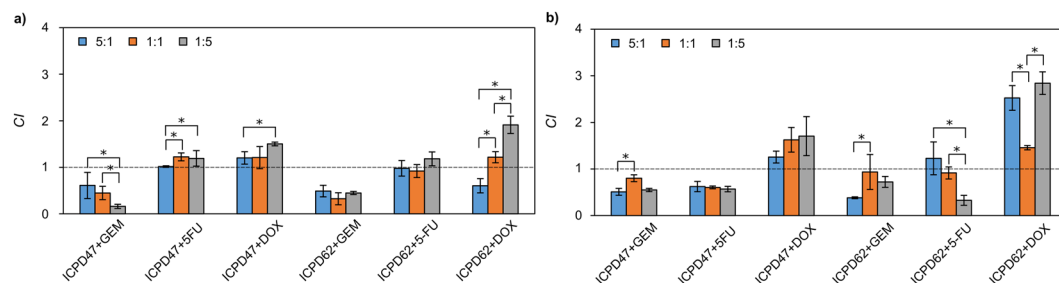 a)
5:1 1:1 1:5
CI
4
3
2
1
0
* * * * * * * *
ICPD47+GEM
ICPD47+5FU
ICPD47+DOX
ICPD62+GEM
ICPD62+5-FU
ICPD62+DOX
b)
5:1 1:1 1:5
CI
4
3
2
1
0
* * * * * *
ICPD47+GEM
ICPD47+5FU
ICPD47+DOX
ICPD62+GEM
ICPD62+5-FU
ICPD62+DOX